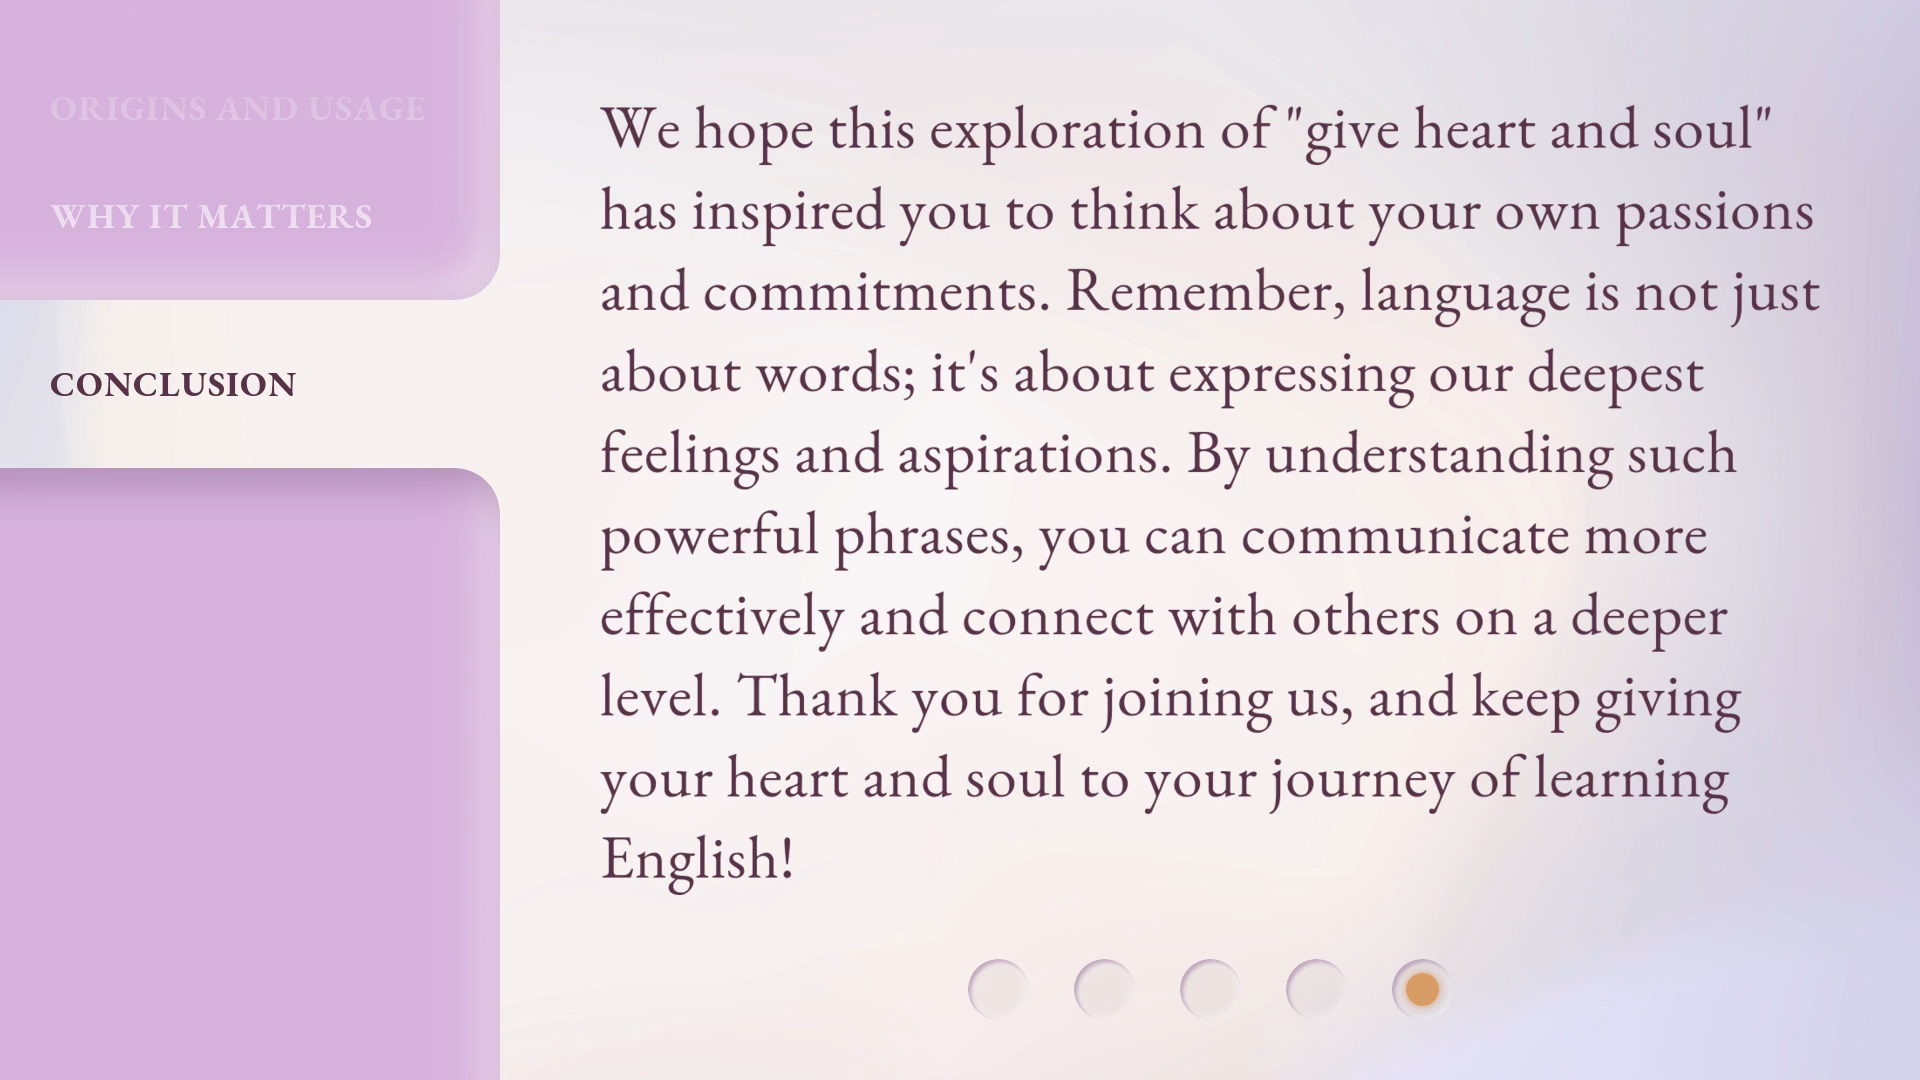 ORIGINS AND USAGE
WHY IT MATTERS
CONCLUSION
We hope this exploration of "give heart and soul"
has inspired you to think about your own passions
and commitments. Remember, language is not just
about words; it's about expressing our deepest
feelings and aspirations. By understanding such
powerful phrases, you can communicate more
effectively and connect with others on a deeper
level. Thank you for joining us, and keep giving
your heart and soul to your journey of learning
English!